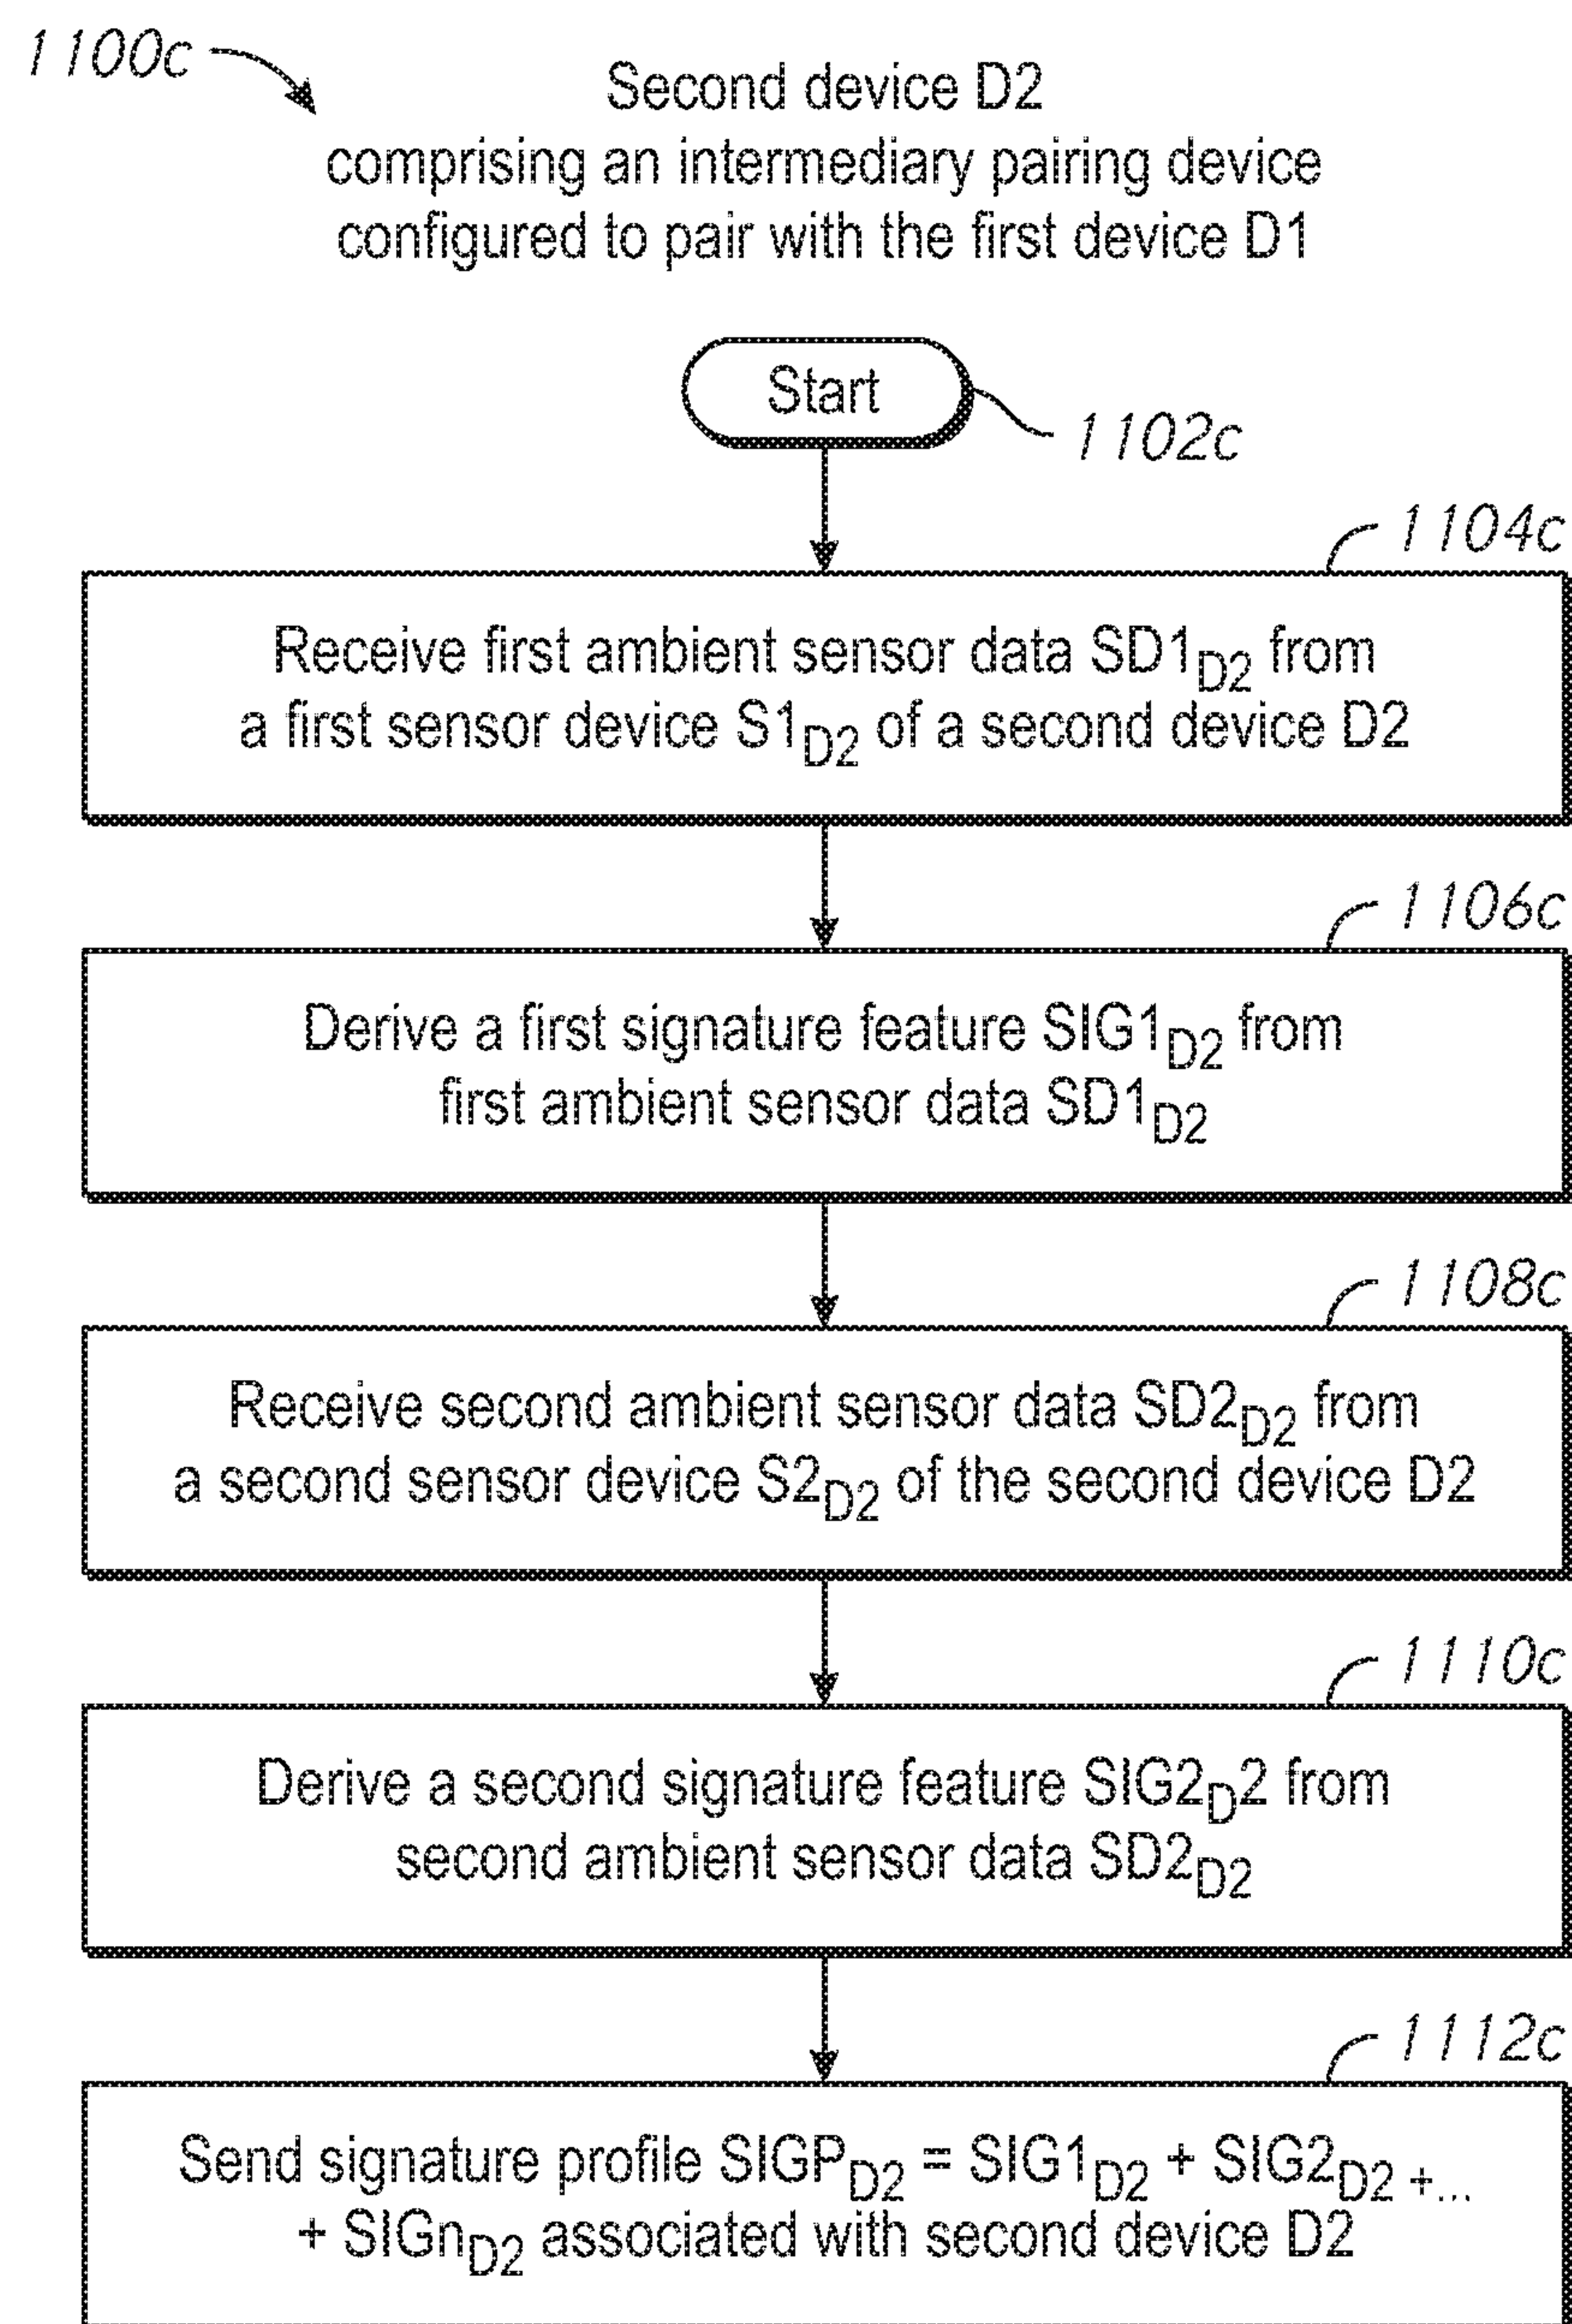 1100c
Second device D2
comprising an intermediary pairing device
configured to pair with the first device D1
Start
1102c
1104c
Receive first ambient sensor data SD1D2 from
a first sensor device S1D2 of a second device D2
1106c
Derive a first signature feature SIG1D2 from
first ambient sensor data SD1D2
1108c
Receive second ambient sensor data SD2D2 from
a second sensor device S2D2 of the second device D2
1110c
Derive a second signature feature SIG2D2 from
second ambient sensor data SD2D2
1112c
Send signature profile SIGPD2 = SIG1D2 + SIG2D2 +...
+ SIGnD2 associated with second device D2